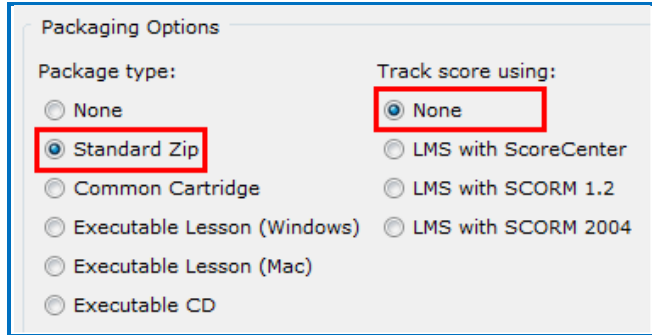 Packaging Options
Package type:
None
Standard Zip
Common Cartridge
Executable Lesson (Windows)
Executable Lesson (Mac)
Executable CD
Track score using:
None
LMS with ScoreCenter
LMS with SCORM 1.2
LMS with SCORM 2004